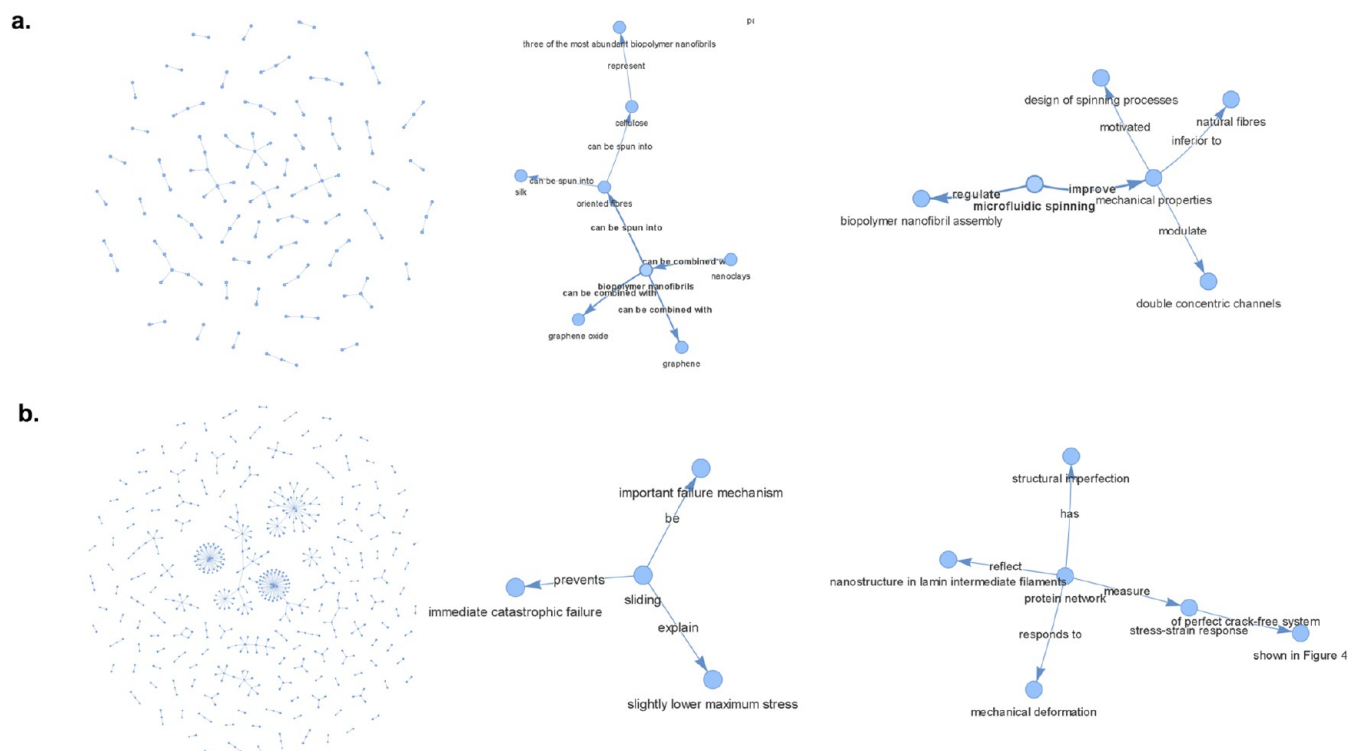 a.
pr
three of the most abundant biopolymer nanofibrils
represent
cellulose
can be spun into
can be spun into
silk
oriented fibres
can be spun into
can be combined w
nanoclays
biopolymer nanofibrils
can be combined with
can be combined with
graphene oxide
graphene
design of spinning processes
natural fibres
motivated
inferior to
regulate
improve
microfluidic spinning
mechanical properties
biopolymer nanofibril assembly
modulate
double concentric channels
b.
important failure mechanism
be
prevents
immediate catastrophic failure
sliding
explain
slightly lower maximum stress
structural imperfection
has
reflect
nanostructure in lamin intermediate filaments
protein network
measure
of perfect crack-free system
stress-strain response
responds to
shown in Figure 4
mechanical deformation